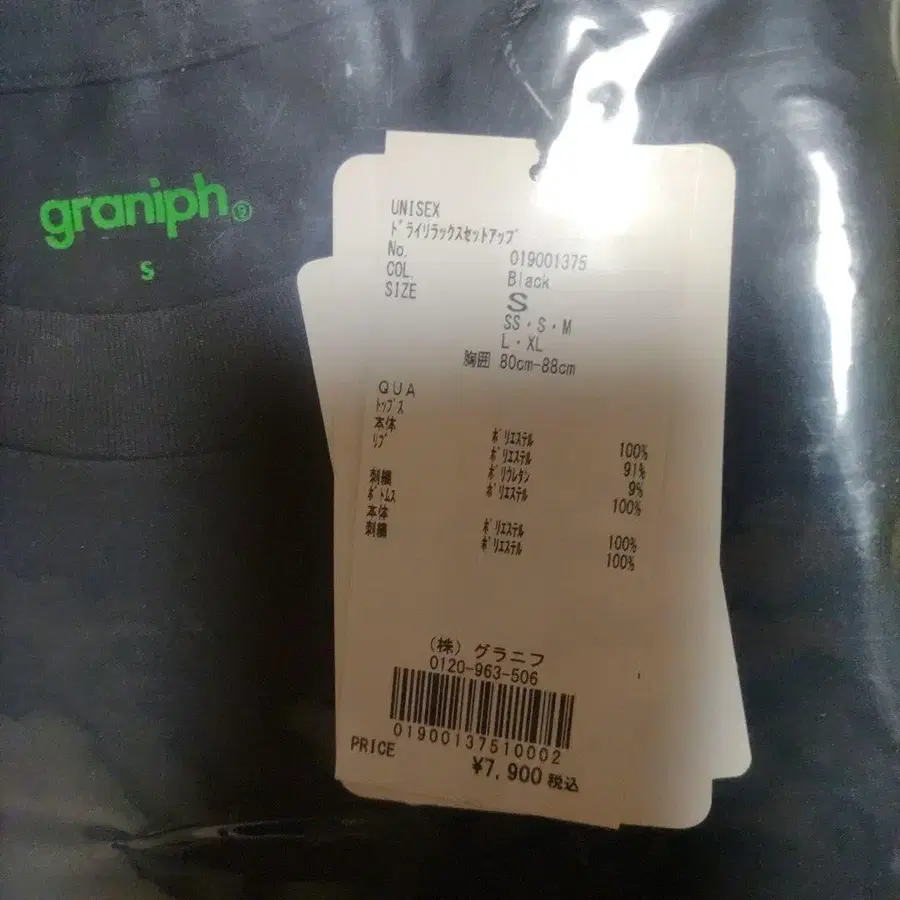 graniph®
S
UNISEX
ドライリラックスセットアップ
No. 019001375
COL. Black
SIZE S
SS・S・M
L・XL
胸囲 80cm-88cm
QUA
トップス
本体 ポリエステル 100%
リブ ポリエステル 91%
ポリウレタン 9%
刺繍 ポリエステル 100%
ボトムス
本体 ポリエステル 100%
刺繍 ポリエステル 100%
(株) グラニフ
0120-963-506
01900137510002
PRICE ¥7,900 税込